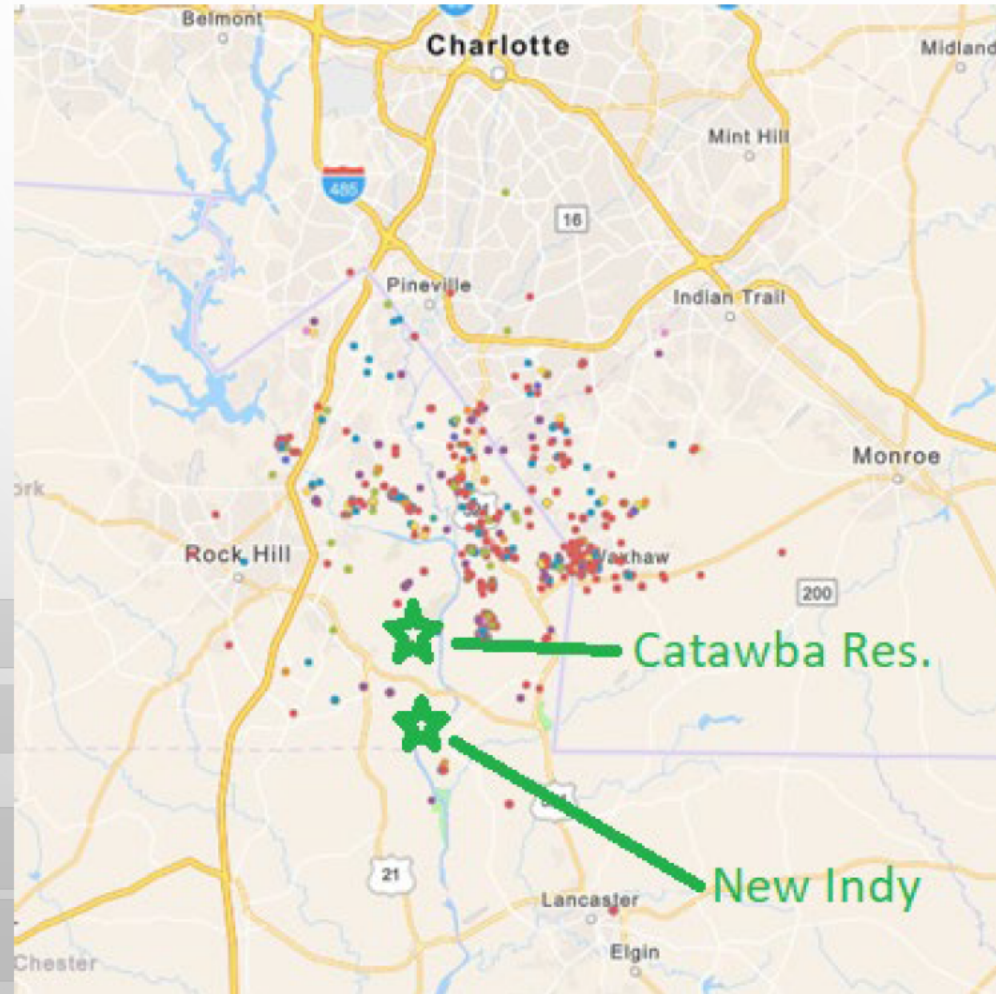 Belmont
Charlotte
Midland
Mint Hill
485
16
Pineville
Indian Trail
Monroe
ork
521
Rock Hill
Waxhaw
200
Catawba Res.
21
New Indy
Lancaster
Elgin
Chester